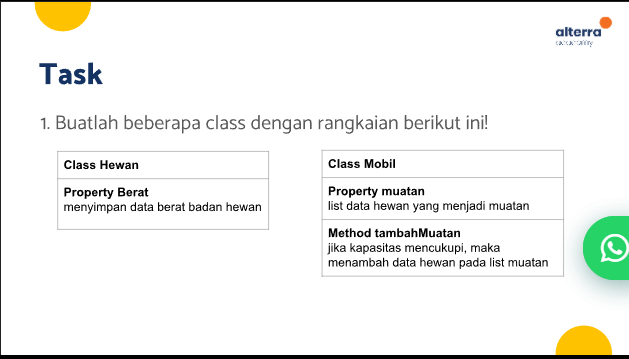 alterra
Task
1. Buatlah beberapa class dengan rangkaian berikut ini!
Class Hewan
Property Berat
menyimpan data berat badan hewan
Class Mobil
Property muatan
list data hewan yang menjadi muatan
Method tambahMuatan
jika kapasitas mencukupi, maka
menambah data hewan pada list muatan